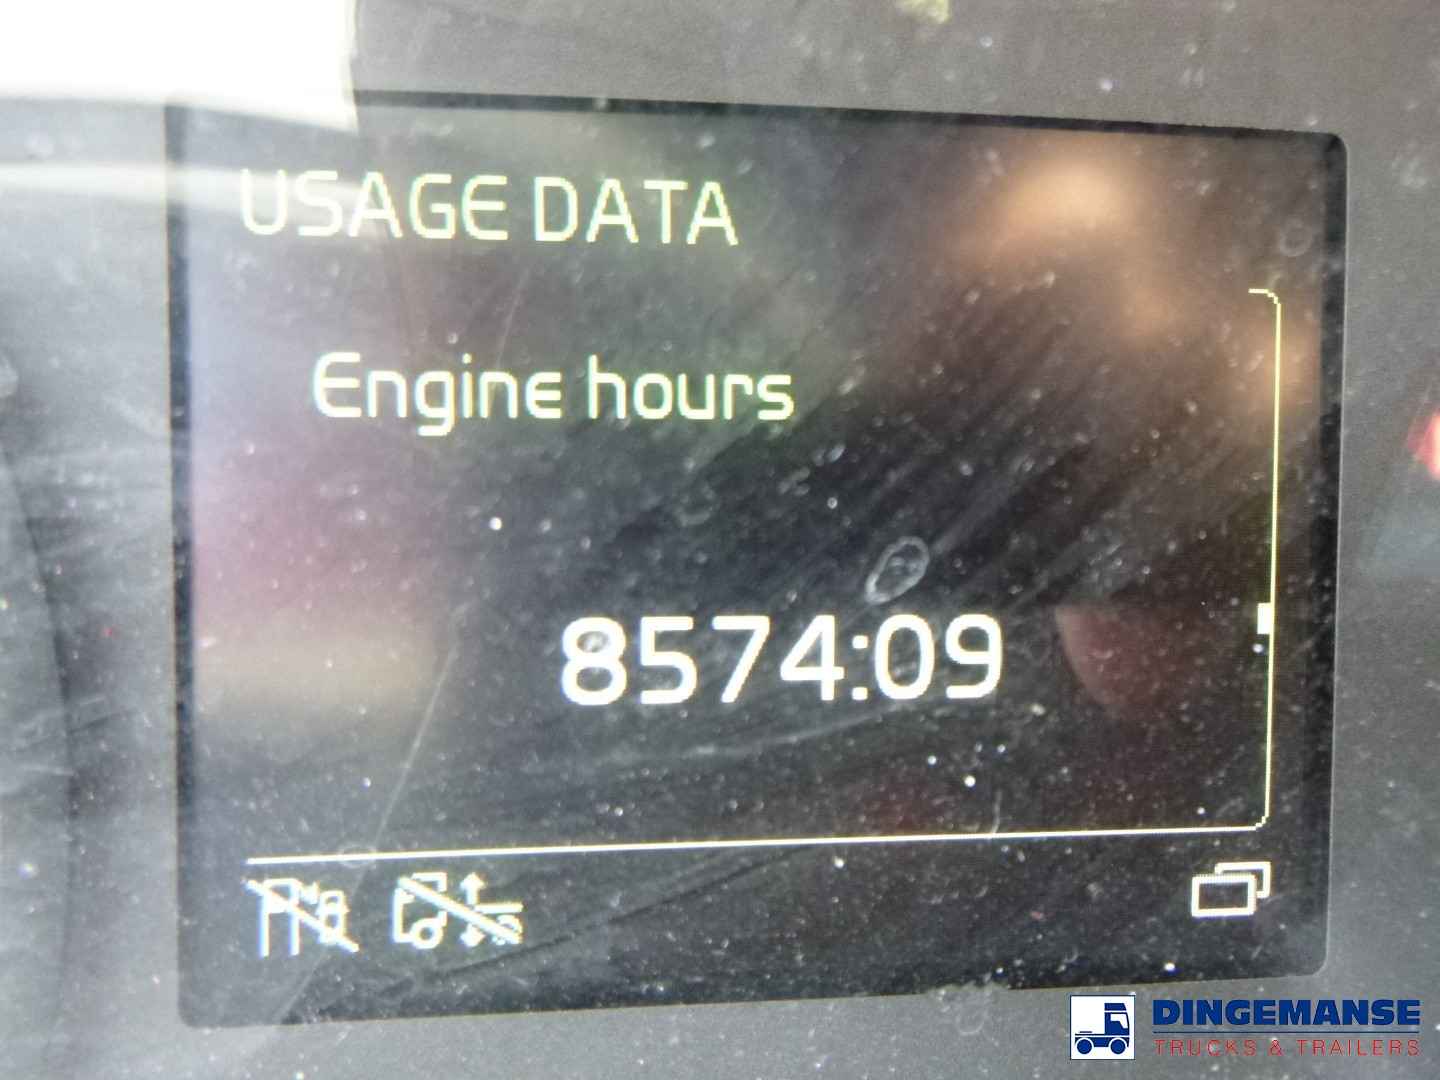 USAGE DATA
Engine hours
8574:09
DINGEMANSE
TRUCKS & TRAILERS